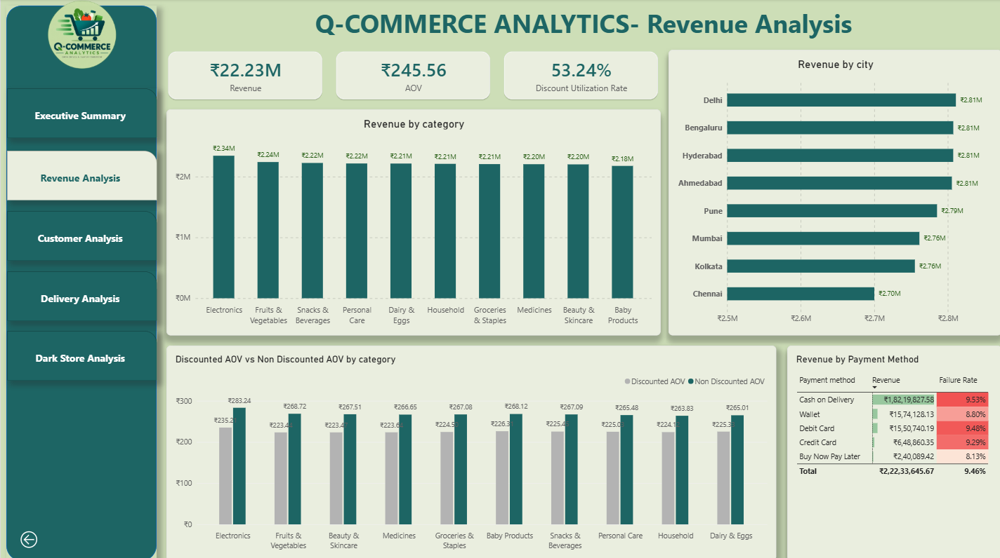 Q-COMMERCE
ANALYTICS
Executive Summary
Revenue Analysis
Customer Analysis
Delivery Analysis
Dark Store Analysis
Q-COMMERCE ANALYTICS- Revenue Analysis
₹22.23M
Revenue
₹245.56
AOV
53.24%
Discount Utilization Rate
Revenue by category
₹2.34M ₹2.24M ₹2.22M ₹2.22M ₹2.21M ₹2.21M ₹2.21M ₹2.20M ₹2.20M ₹2.18M
₹2M
₹1M
₹0M
Electronics Fruits & Snacks & Personal Dairy & Household Groceries Medicines Beauty & Baby
Vegetables Beverages Care Eggs & Staples Skincare Products
Revenue by city
Delhi ₹2.81M
Bengaluru ₹2.81M
Hyderabad ₹2.81M
Ahmedabad ₹2.81M
Pune ₹2.79M
Mumbai ₹2.76M
Kolkata ₹2.76M
Chennai ₹2.70M
₹2.5M ₹2.6M ₹2.7M ₹2.8M
Discounted AOV vs Non Discounted AOV by category
Discounted AOV Non Discounted AOV
₹283.24 ₹268.72 ₹267.51 ₹266.65 ₹267.08 ₹268.12 ₹267.09 ₹265.48 ₹263.83 ₹265.01
₹300
₹200
₹100
₹0
Electronics Fruits & Beauty & Medicines Groceries & Baby Products Snacks & Personal Care Household Dairy & Eggs
Vegetables Skincare Staples Beverages
Revenue by Payment Method
Payment method Revenue Failure Rate
Cash on Delivery ₹1,82,19,827.58 9.53%
Wallet ₹15,74,128.13 8.80%
Debit Card ₹15,50,740.19 9.48%
Credit Card ₹6,48,860.35 9.29%
Buy Now Pay Later ₹2,40,089.42 8.13%
Total ₹2,22,33,645.67 9.46%